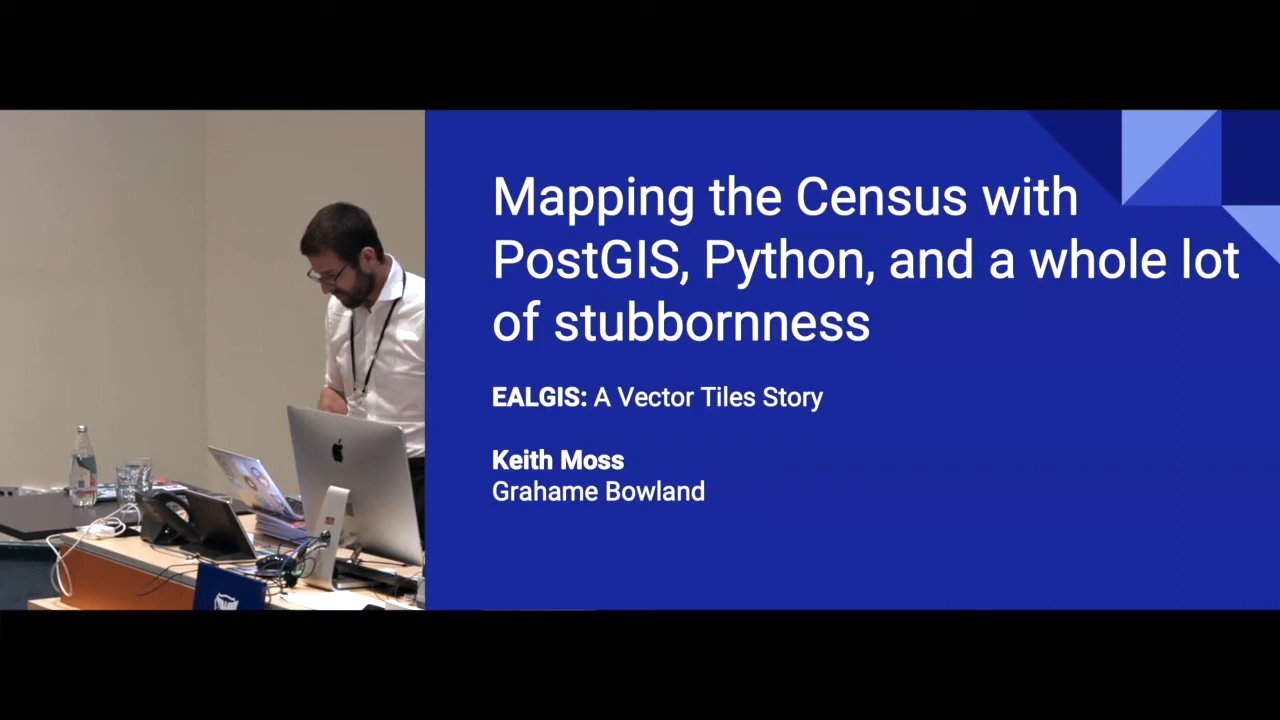 Mapping the Census with
PostGIS, Python, and a whole lot
of stubbornness
EALGIS: A Vector Tiles Story
Keith Moss
Grahame Bowland